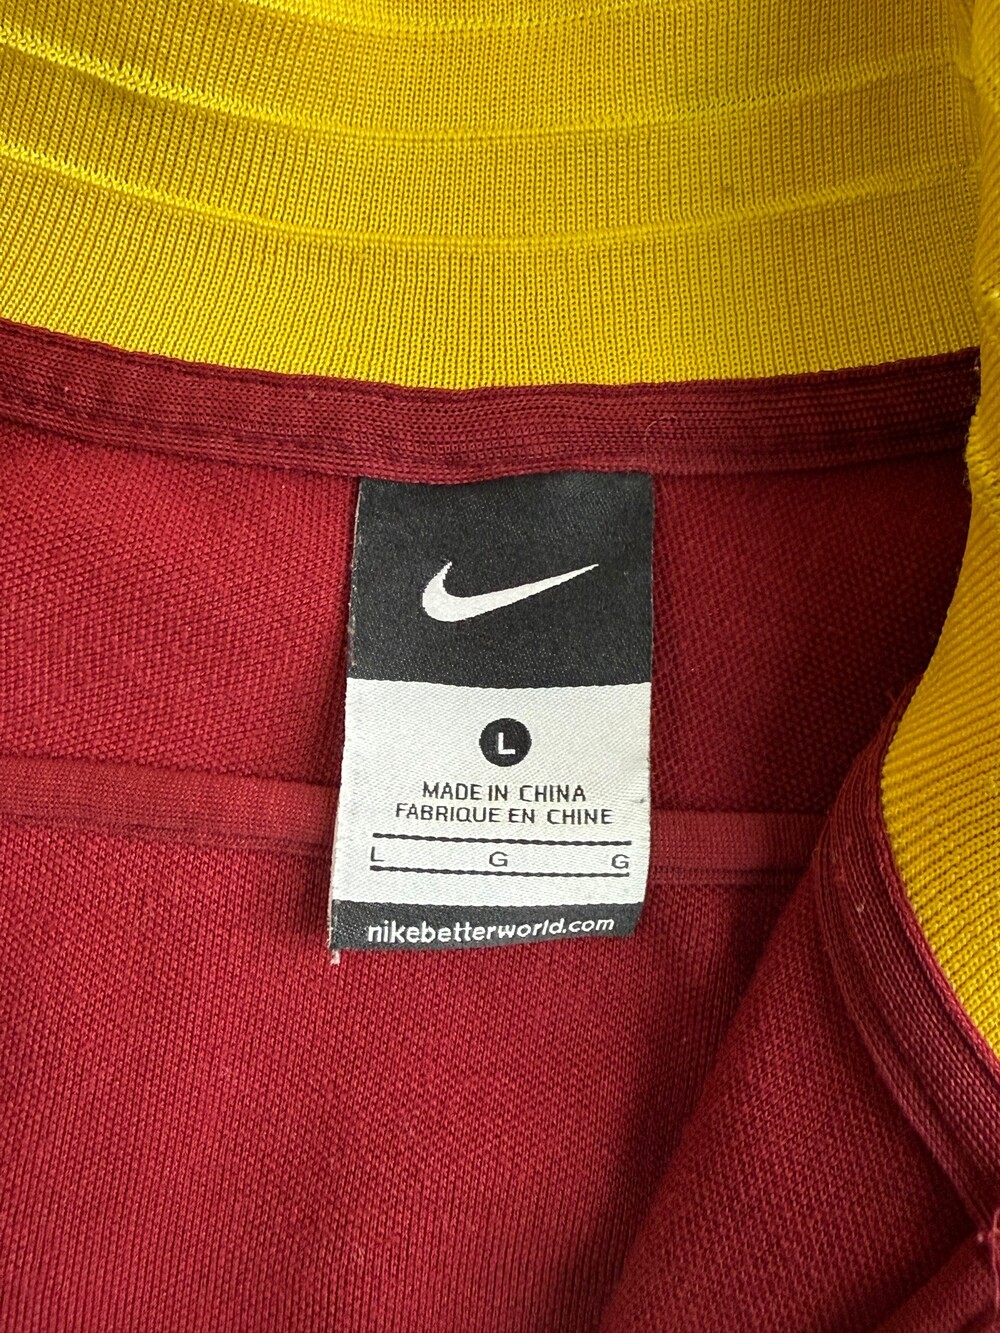 L
MADE IN CHINA
FABRIQUE EN CHINE
L G G
nikebetterworld.com